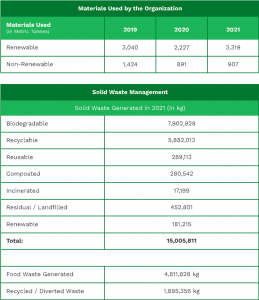 Materials Used by the Organization
Materials Used
(in Metric Tonnes)
2019 2020 2021
Renewable 3,040 2,227 3,319
Non-Renewable 1,424 891 907
Solid Waste Management
Solid Waste Generated in 2021 (in kg)
Biodegradable 7,902,928
Recyclable 5,882,013
Reusable 289,113
Composted 280,542
Incinerated 17,199
Residual / Landfilled 452,801
Renewable 181,215
Total: 15,005,811
Food Waste Generated 4,811,828 kg
Recycled / Diverted Waste 1,895,356 kg